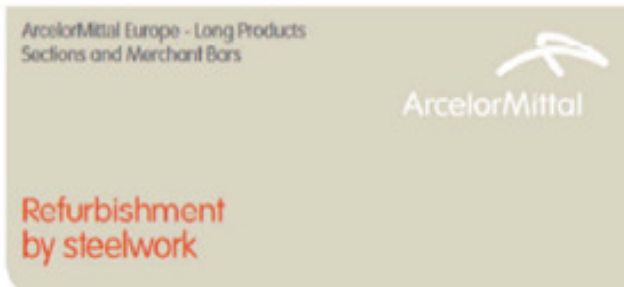 ArcelorMittal Europe - Long Products
Sections and Merchant Bars
ArcelorMittal
Refurbishment
by steelwork